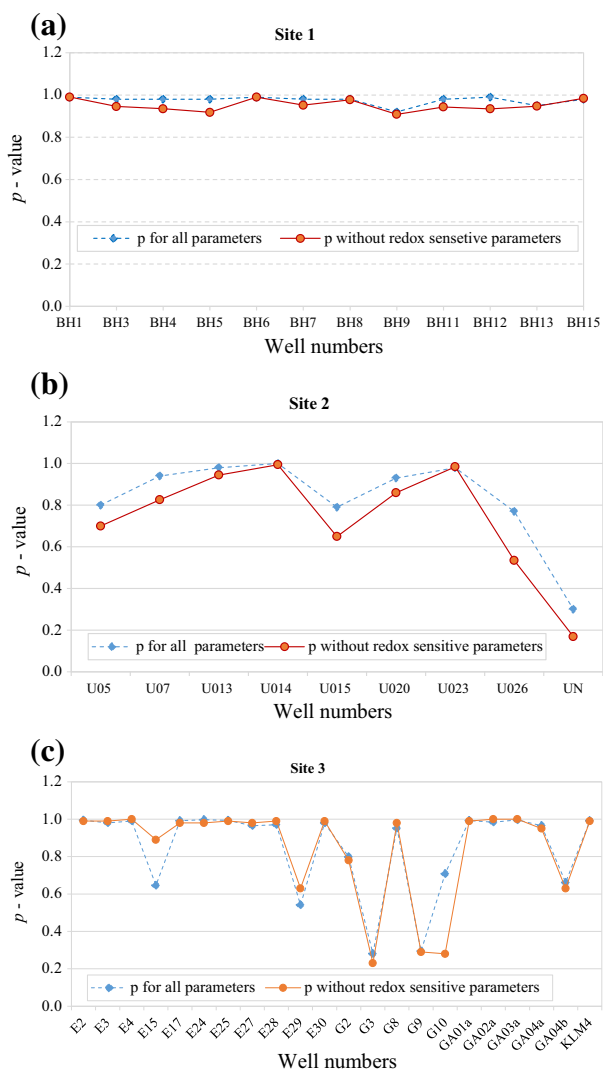 (a)
Site 1
1.2
1.0
0.8
0.6
0.4
0.2
0.0
p - value
p for all parameters
p without redox sensetive parameters
BH1 BH3 BH4 BH5 BH6 BH7 BH8 BH9 BH11 BH12 BH13 BH15
Well numbers
(b)
Site 2
1.2
1.0
0.8
0.6
0.4
0.2
0.0
p - value
p for all parameters
p without redox sensitive parameters
U05 U07 U013 U014 U015 U020 U023 U026 UN
Well numbers
(c)
Site 3
1.2
1.0
0.8
0.6
0.4
0.2
0.0
p - value
p for all parameters
p without redox sensitive parameters
E2 E3 E4 E15 E17 E24 E25 E27 E28 E29 E30 G2 G3 G8 G9 G10 GA01a GA02a GA03a GA04a GA04b KLM4
Well numbers